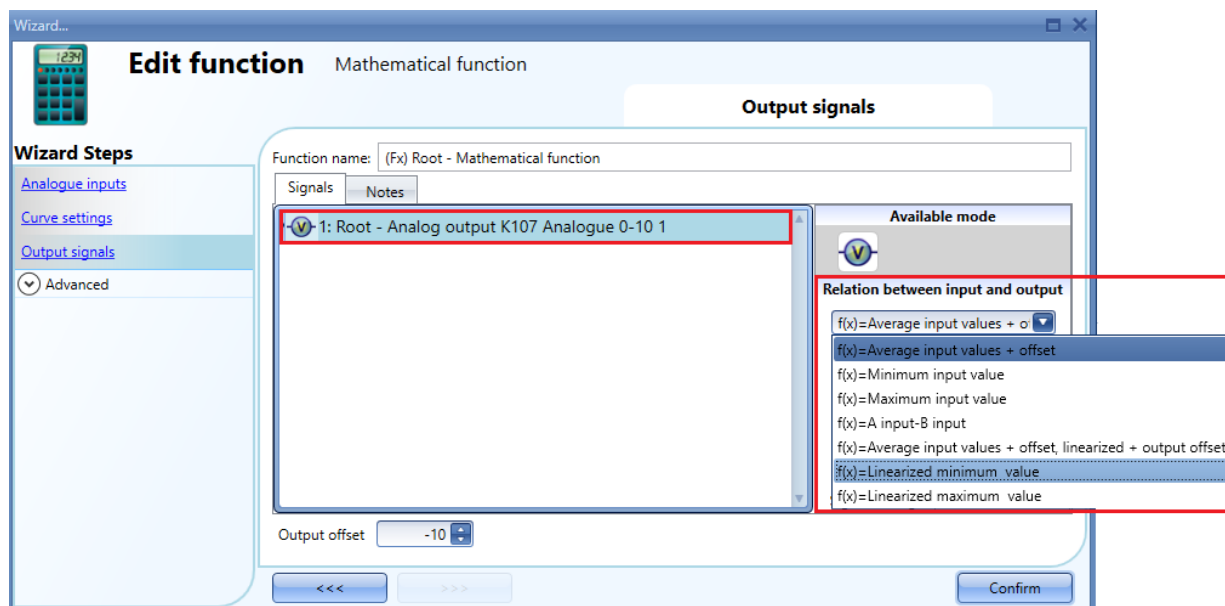 Wizard...
1234
Edit function Mathematical function
Output signals
Wizard Steps
Analogue inputs
Curve settings
Output signals
Advanced
Function name: (Fx) Root - Mathematical function
Signals Notes
V 1: Root - Analog output K107 Analogue 0-10 1
Available mode
V
Relation between input and output
f(x)=Average input values + o
f(x)=Average input values + offset
f(x)=Minimum input value
f(x)=Maximum input value
f(x)=A input-B input
f(x)=Average input values + offset, linearized + output offset
f(x)=Linearized minimum value
f(x)=Linearized maximum value
Output offset -10
<<< >>> Confirm